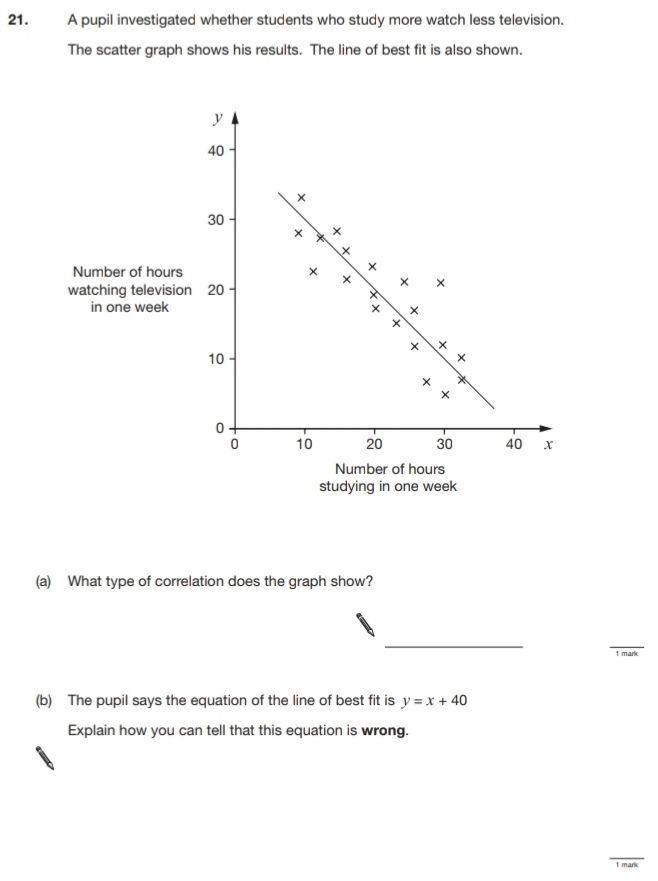 21. A pupil investigated whether students who study more watch less television.
The scatter graph shows his results. The line of best fit is also shown.
y
40
30
Number of hours
watching television 20
in one week
10
0
0 10 20 30 40 x
Number of hours
studying in one week
(a) What type of correlation does the graph show?
1 mark
(b) The pupil says the equation of the line of best fit is y = x + 40
Explain how you can tell that this equation is wrong.
1 mark